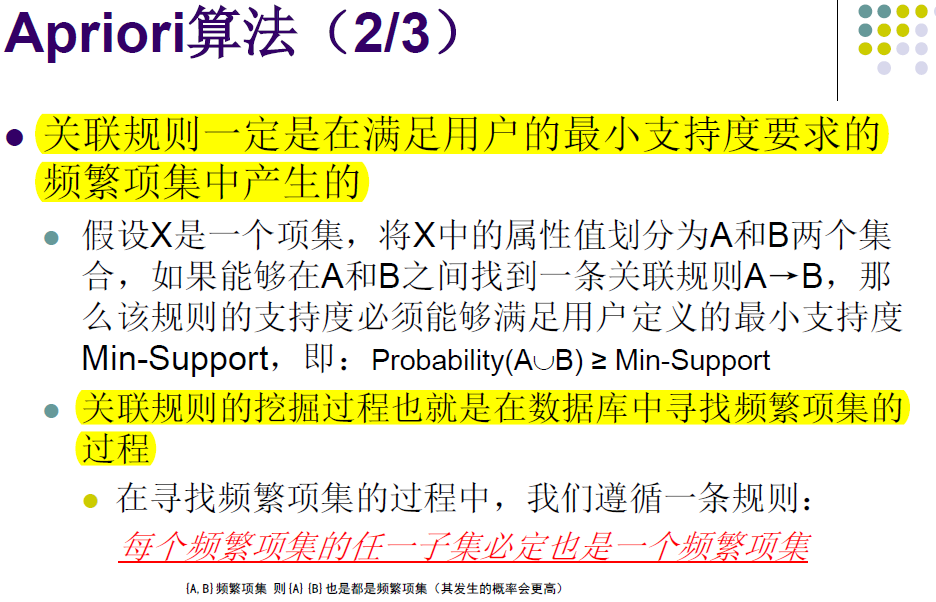 Apriori算法（2/3）
关联规则一定是在满足用户的最小支持度要求的
频繁项集中产生的
假设X是一个项集，将X中的属性值划分为A和B两个集
合，如果能够在A和B之间找到一条关联规则A→B，那
么该规则的支持度必须能够满足用户定义的最小支持度
Min-Support，即：Probability(A∪B) ≥ Min-Support
关联规则的挖掘过程也就是在数据库中寻找频繁项集的
过程
在寻找频繁项集的过程中，我们遵循一条规则：
每个频繁项集的任一子集必定也是一个频繁项集
{A,B}频繁项集 则{A} {B}也是都是频繁项集（其发生的概率会更高）